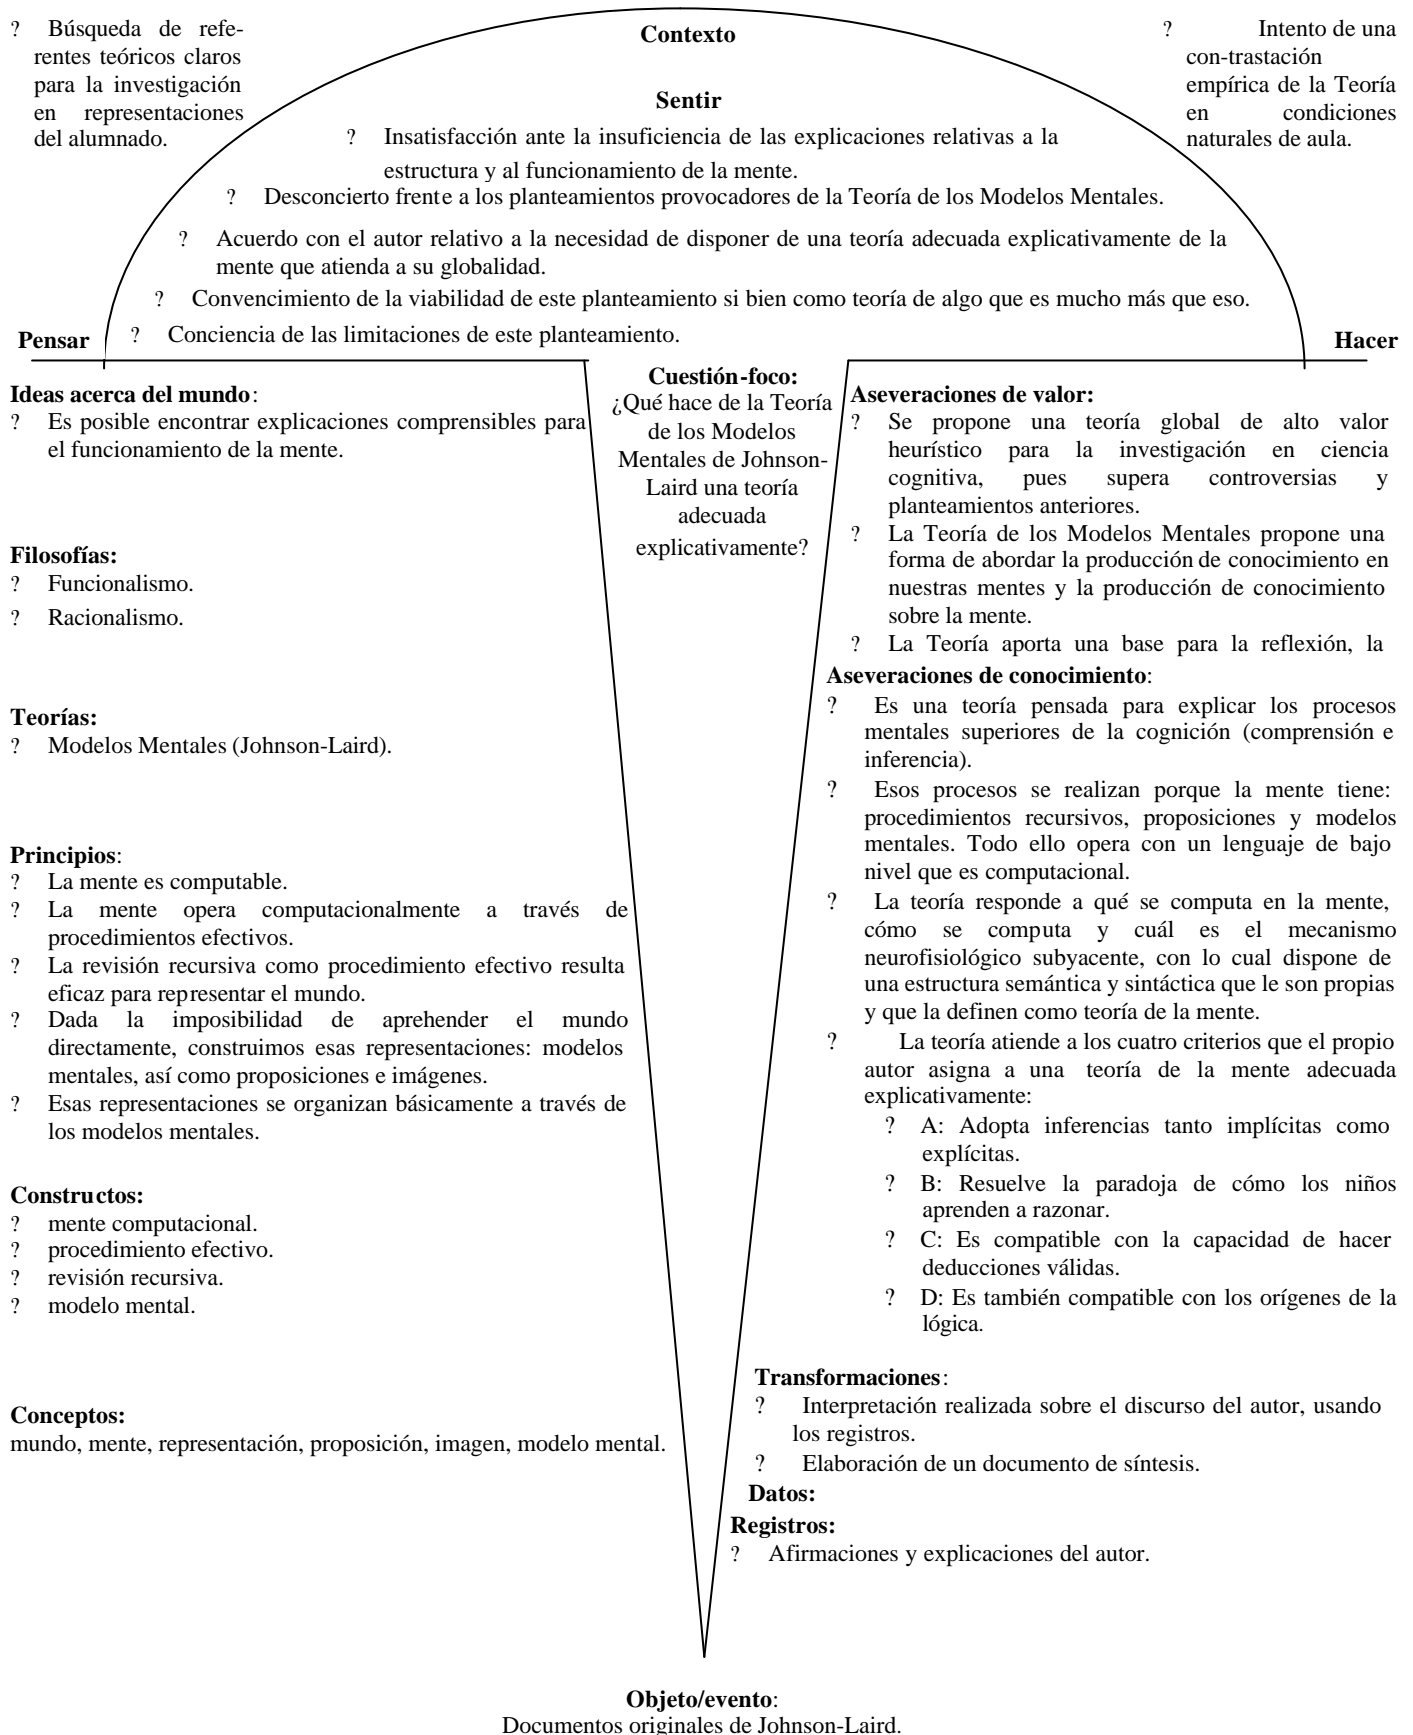 ? Búsqueda de refe-
rentes teóricos claros
para la investigación
en representaciones
del alumnado.
Contexto
? Intento de una
con-trastación
empírica de la Teoría
en condiciones
naturales de aula.
Sentir
? Insatisfacción ante la insuficiencia de las explicaciones relativas a la
estructura y al funcionamiento de la mente.
? Desconcierto frente a los planteamientos provocadores de la Teoría de los Modelos Mentales.
? Acuerdo con el autor relativo a la necesidad de disponer de una teoría adecuada explicativamente de la
mente que atienda a su globalidad.
? Convencimiento de la viabilidad de este planteamiento si bien como teoría de algo que es mucho más que eso.
? Conciencia de las limitaciones de este planteamiento.
Pensar
Hacer
Ideas acerca del mundo:
? Es posible encontrar explicaciones comprensibles para
el funcionamiento de la mente.
Filosofías:
? Funcionalismo.
? Racionalismo.
Teorías:
? Modelos Mentales (Johnson-Laird).
Principios:
? La mente es computable.
? La mente opera computacionalmente a través de
procedimientos efectivos.
? La revisión recursiva como procedimiento efectivo resulta
eficaz para representar el mundo.
? Dada la imposibilidad de aprehender el mundo
directamente, construimos esas representaciones: modelos
mentales, así como proposiciones e imágenes.
? Esas representaciones se organizan básicamente a través de
los modelos mentales.
Constructos:
? mente computacional.
? procedimiento efectivo.
? revisión recursiva.
? modelo mental.
Conceptos:
mundo, mente, representación, proposición, imagen, modelo mental.
Cuestión-foco:
¿Qué hace de la Teoría
de los Modelos
Mentales de Johnson-
Laird una teoría
adecuada
explicativamente?
Aseveraciones de valor:
? Se propone una teoría global de alto valor
heurístico para la investigación en ciencia
cognitiva, pues supera controversias y
planteamientos anteriores.
? La Teoría de los Modelos Mentales propone una
forma de abordar la producción de conocimiento en
nuestras mentes y la producción de conocimiento
sobre la mente.
? La Teoría aporta una base para la reflexión, la
Aseveraciones de conocimiento:
? Es una teoría pensada para explicar los procesos
mentales superiores de la cognición (comprensión e
inferencia).
? Esos procesos se realizan porque la mente tiene:
procedimientos recursivos, proposiciones y modelos
mentales. Todo ello opera con un lenguaje de bajo
nivel que es computacional.
? La teoría responde a qué se computa en la mente,
cómo se computa y cuál es el mecanismo
neurofisiológico subyacente, con lo cual dispone de
una estructura semántica y sintáctica que le son propias
y que la definen como teoría de la mente.
? La teoría atiende a los cuatro criterios que el propio
autor asigna a una teoría de la mente adecuada
explicativamente:
? A: Adopta inferencias tanto implícitas como
explícitas.
? B: Resuelve la paradoja de cómo los niños
aprenden a razonar.
? C: Es compatible con la capacidad de hacer
deducciones válidas.
? D: Es también compatible con los orígenes de la
lógica.
Transformaciones:
? Interpretación realizada sobre el discurso del autor, usando
los registros.
? Elaboración de un documento de síntesis.
Datos:
Registros:
? Afirmaciones y explicaciones del autor.
Objeto/evento:
Documentos originales de Johnson-Laird.